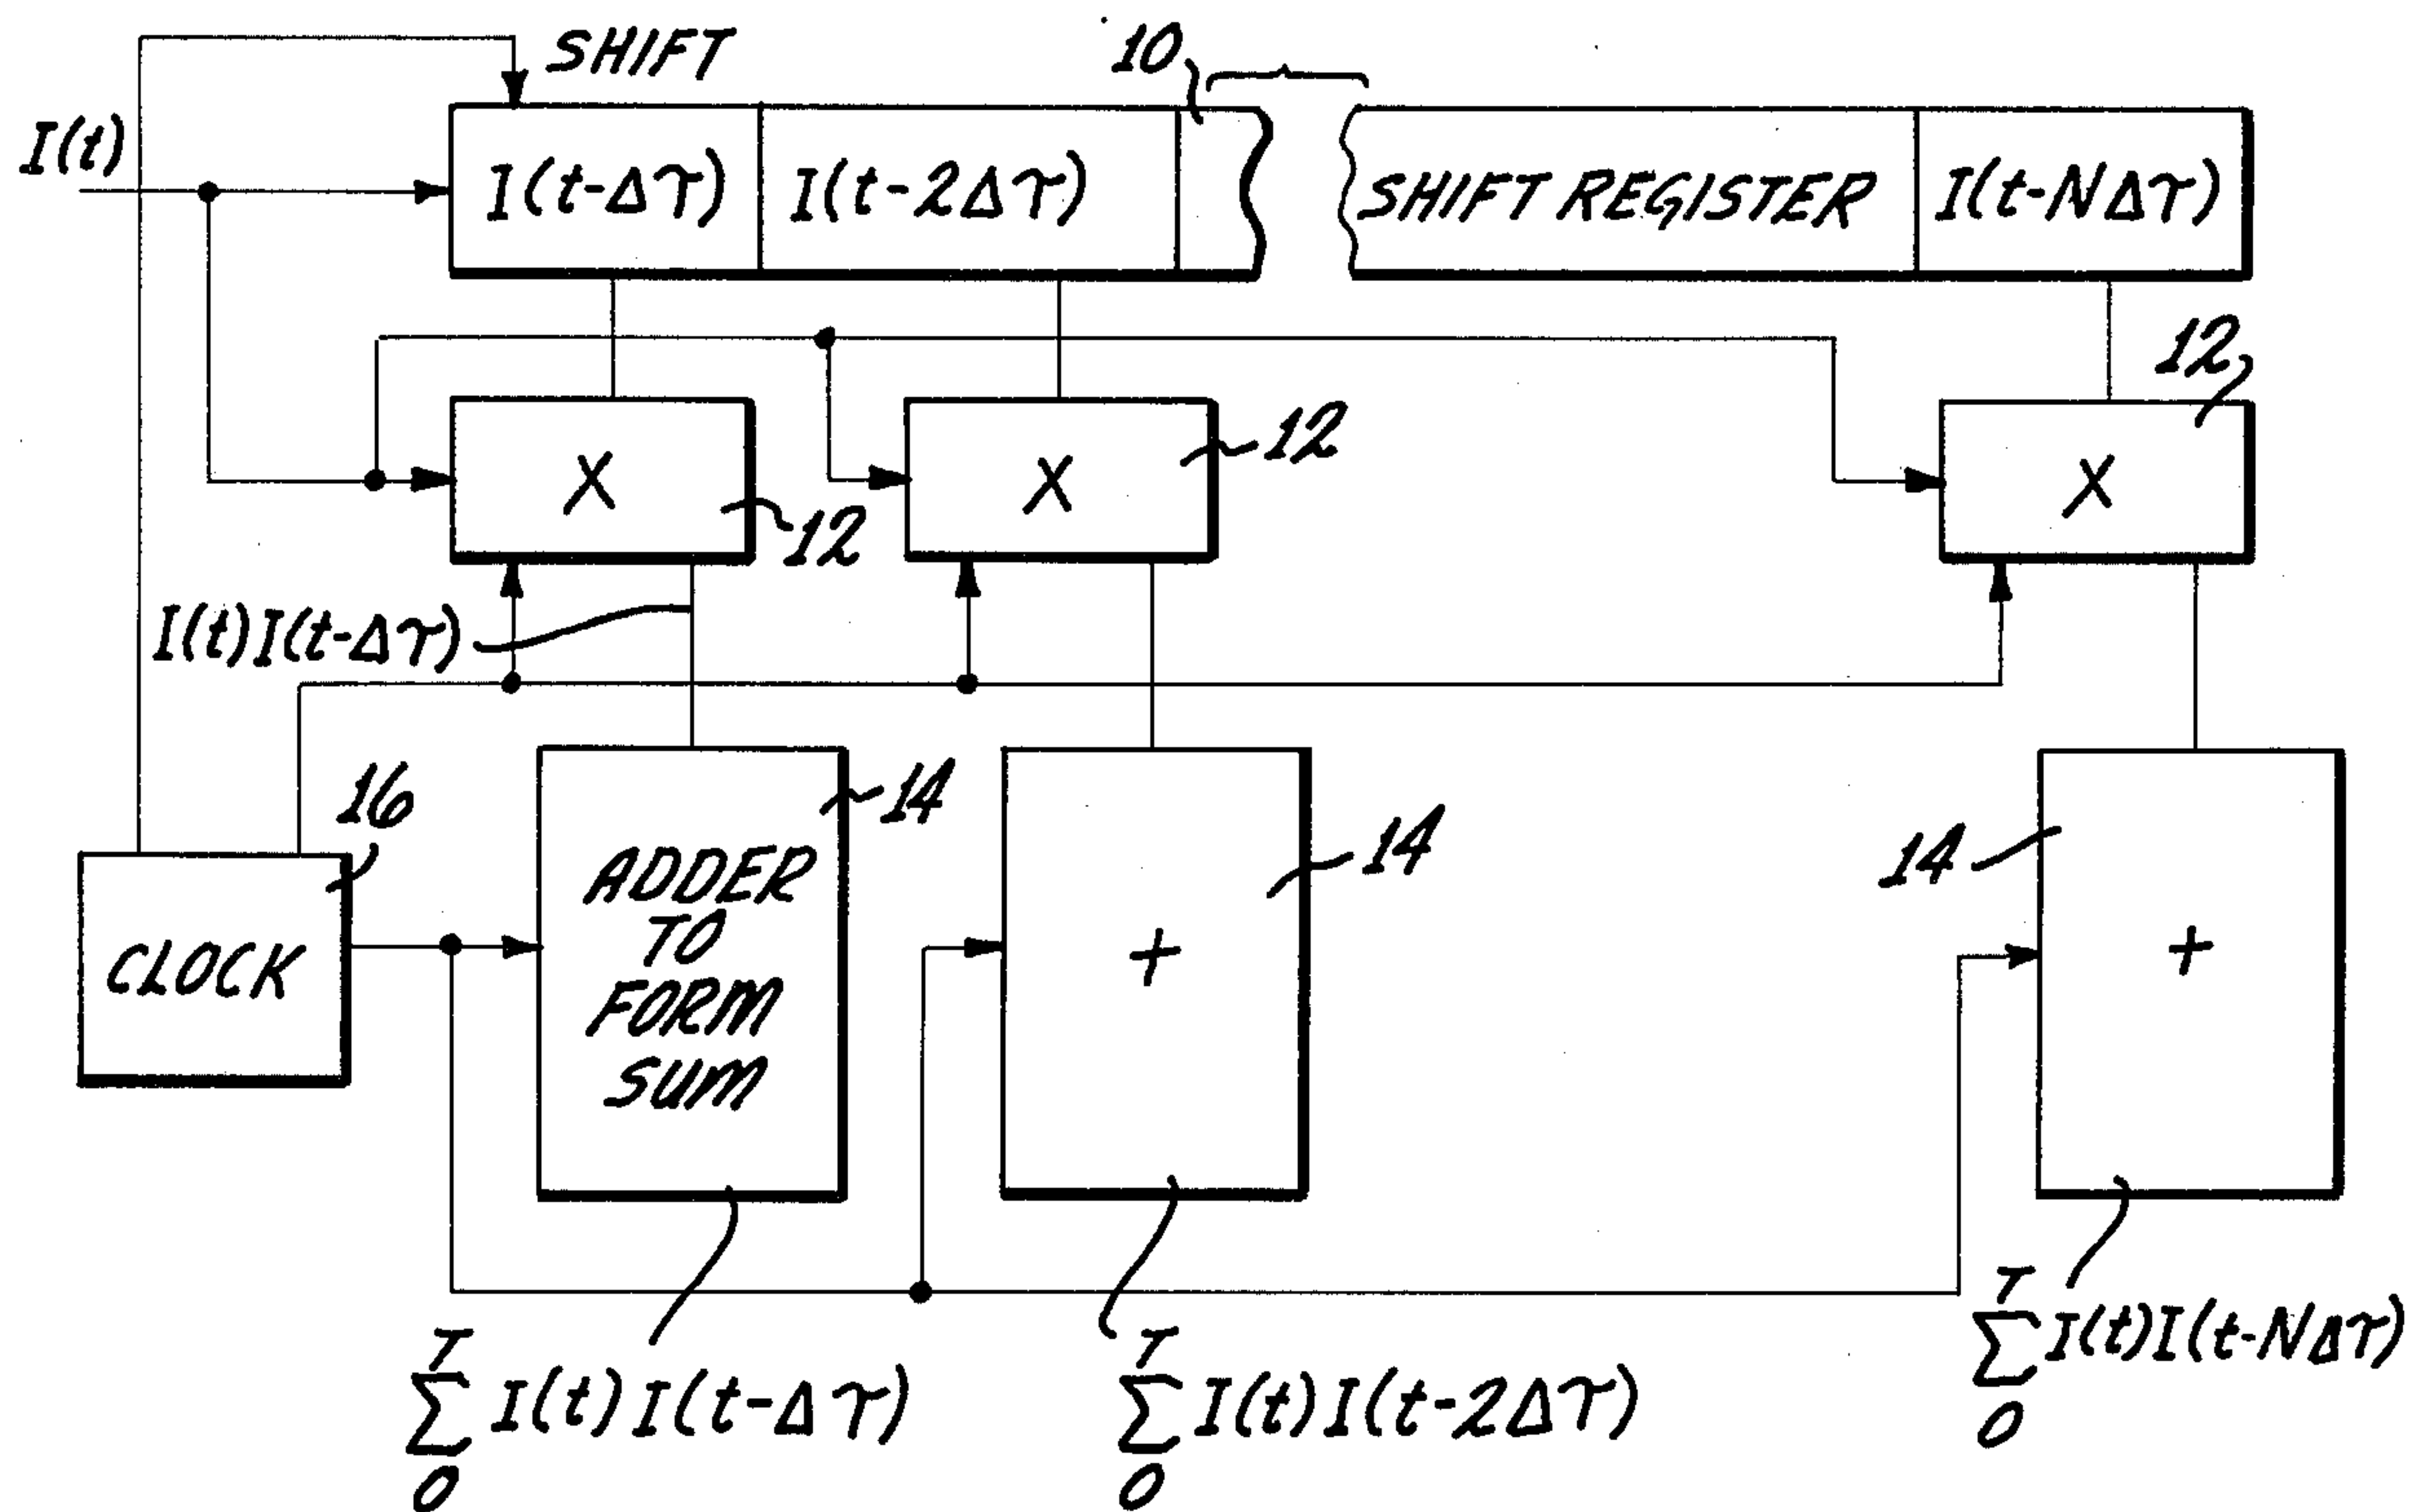 SHIFT
10
I(t)
I(t-Δτ)
I(t-2Δτ)
SHIFT REGISTER
I(t-NΔτ)
12
X
12
X
12
X
I(t)I(t-Δτ)
16
CLOCK
14
ADDER
TO
FORM
SUM
14
+
14
+
T
Σ I(t)I(t-Δτ)
0
T
Σ I(t)I(t-2Δτ)
0
T
Σ I(t)I(t-NΔτ)
0